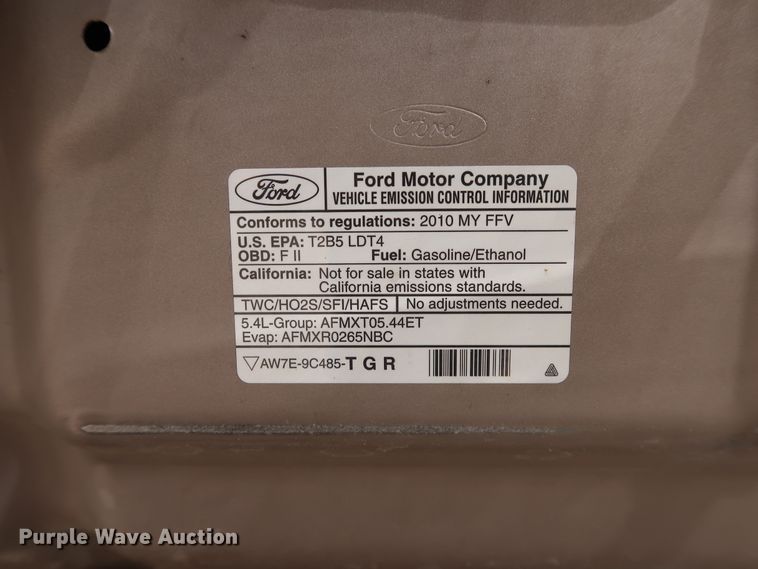 Ford
Ford
Ford Motor Company
VEHICLE EMISSION CONTROL INFORMATION
Conforms to regulations: 2010 MY FFV
U.S. EPA: T2B5 LDT4
OBD: F II Fuel: Gasoline/Ethanol
California: Not for sale in states with
California emissions standards.
TWC/HO2S/SFI/HAFS No adjustments needed.
5.4L-Group: AFMXT05.44ET
Evap: AFMXR0265NBC
AW7E-9C485-T G R
Purple Wave Auction